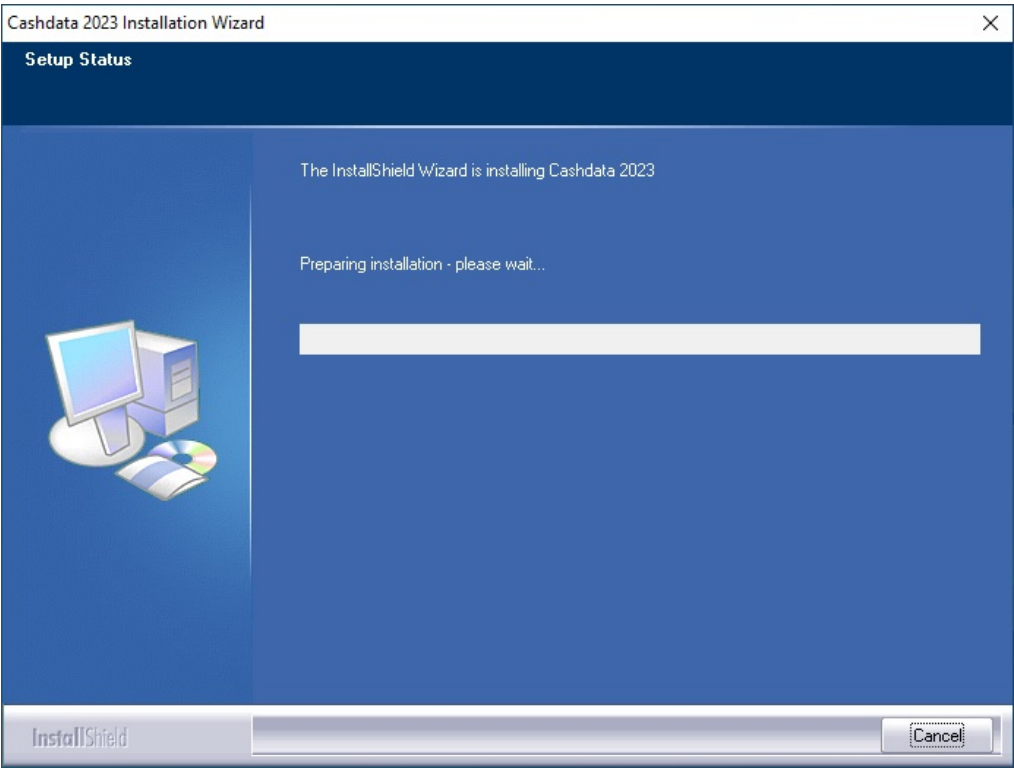 Cashdata 2023 Installation Wizard
Setup Status
The InstallShield Wizard is installing Cashdata 2023
Preparing installation - please wait...
InstallShield
Cancel